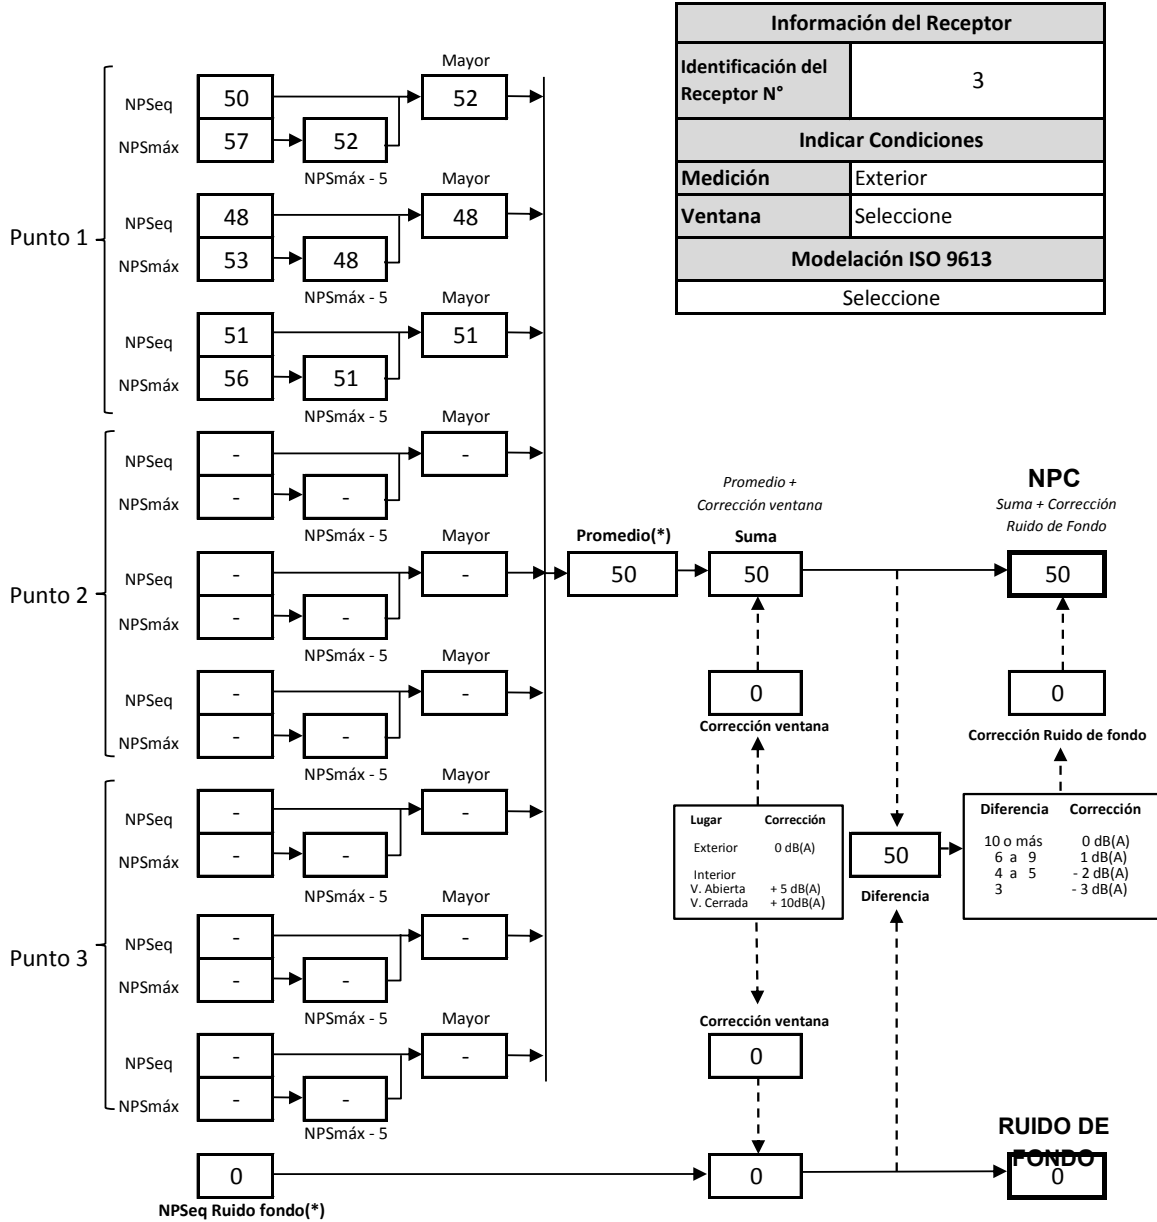 Información del Receptor
Identificación del
Receptor N°
3
Indicar Condiciones
Medición
Exterior
Ventana
Seleccione
Modelación ISO 9613
Seleccione
Punto 1
Mayor
NPSeq
50
52
NPSmáx
57
52
NPSmáx - 5
Mayor
NPSeq
48
48
NPSmáx
53
48
NPSmáx - 5
Mayor
NPSeq
51
51
NPSmáx
56
51
NPSmáx - 5
Punto 2
Mayor
NPSeq
-
-
NPSmáx
-
-
NPSmáx - 5
Mayor
NPSeq
-
-
NPSmáx
-
-
NPSmáx - 5
Mayor
NPSeq
-
-
NPSmáx
-
-
NPSmáx - 5
Punto 3
Mayor
NPSeq
-
-
NPSmáx
-
-
NPSmáx - 5
Mayor
NPSeq
-
-
NPSmáx
-
-
NPSmáx - 5
Mayor
NPSeq
-
-
NPSmáx
-
-
NPSmáx - 5
0
NPSeq Ruido fondo(*)
Promedio(*)
50
Promedio +
Corrección ventana
Suma
50
0
Corrección ventana
Lugar Corrección
Exterior 0 dB(A)
Interior
V. Abierta + 5 dB(A)
V. Cerrada + 10dB(A)
Corrección ventana
0
0
50
Diferencia
NPC
Suma + Corrección
Ruido de Fondo
50
0
Corrección Ruido de fondo
Diferencia Corrección
10 o más 0 dB(A)
6 a 9 1 dB(A)
4 a 5 - 2 dB(A)
3 - 3 dB(A)
RUIDO DE
FONDO
0